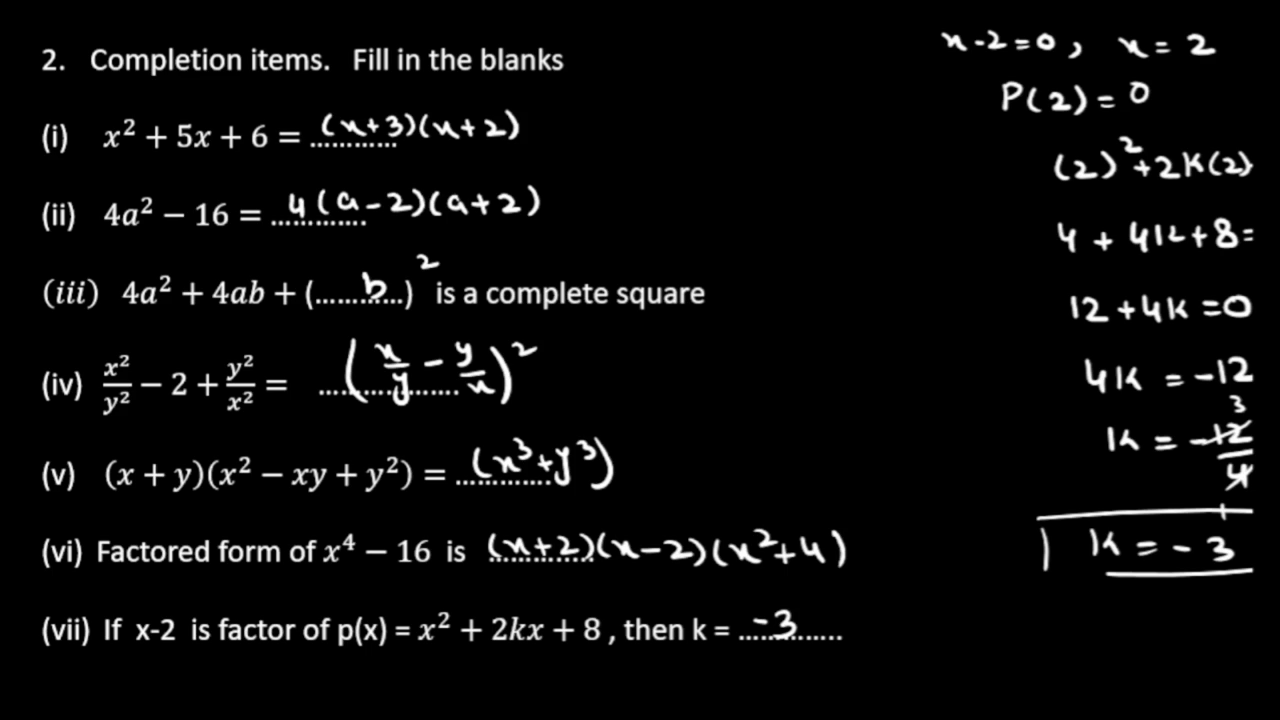 2. Completion items. Fill in the blanks
(i) x² + 5x + 6 = ............ (x+3)(x+2)
(ii) 4a² − 16 = ............. 4(a-2)(a+2)
(iii) 4a² + 4ab + (.......b.....)² is a complete square
(iv) x²/y² − 2 + y²/x² = .................... (x/y - y/x)²
(v) (x + y)(x² − xy + y²) = ............. (x³+y³)
(vi) Factored form of x⁴ − 16 is .............. (x+2)(x-2)(x²+4)
(vii) If x-2 is factor of p(x) = x² + 2kx + 8 , then k = .............. -3
x-2=0, x=2
P(2)=0
(2)²+2K(2)
4 + 4K+8=
12+4K=0
4K = -12
K = -12/4 3 1
K = -3